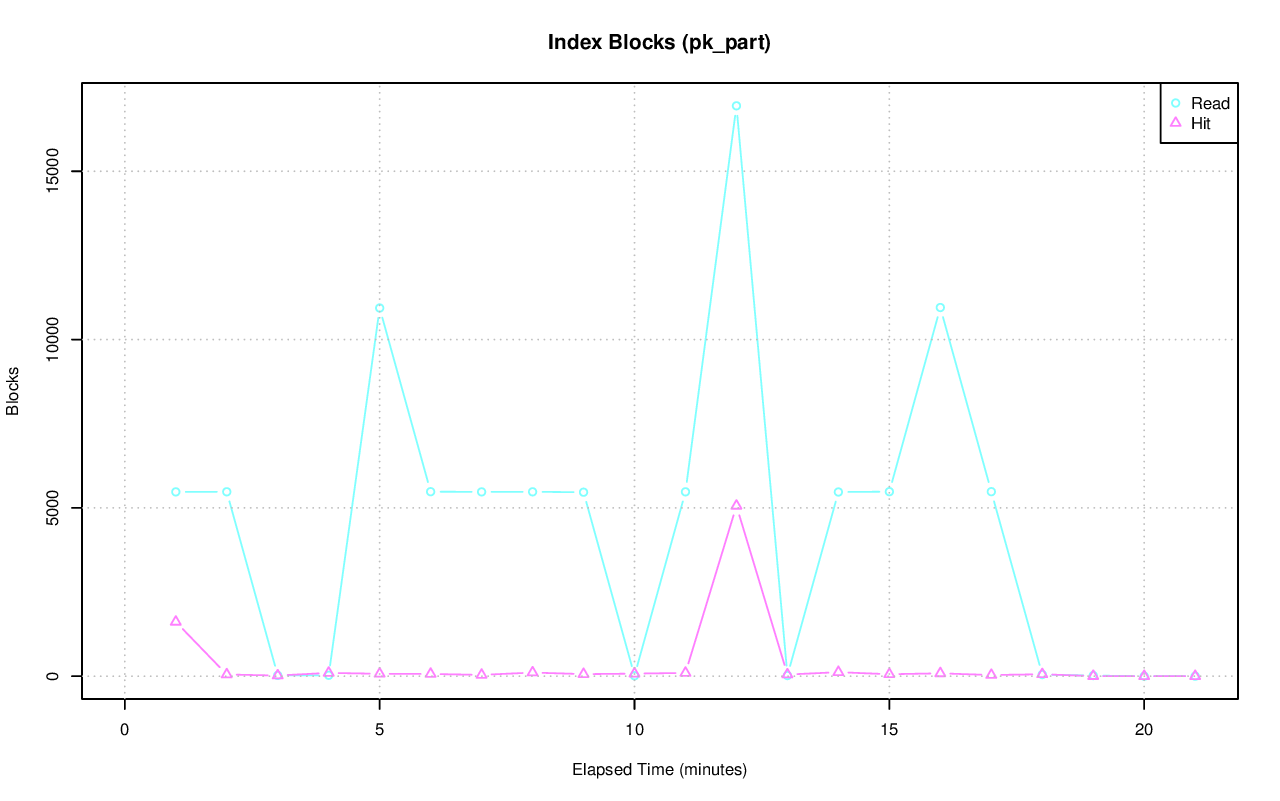 Index Blocks (pk_part)
Read
Hit
15000
10000
5000
0
Blocks
0 5 10 15 20
Elapsed Time (minutes)